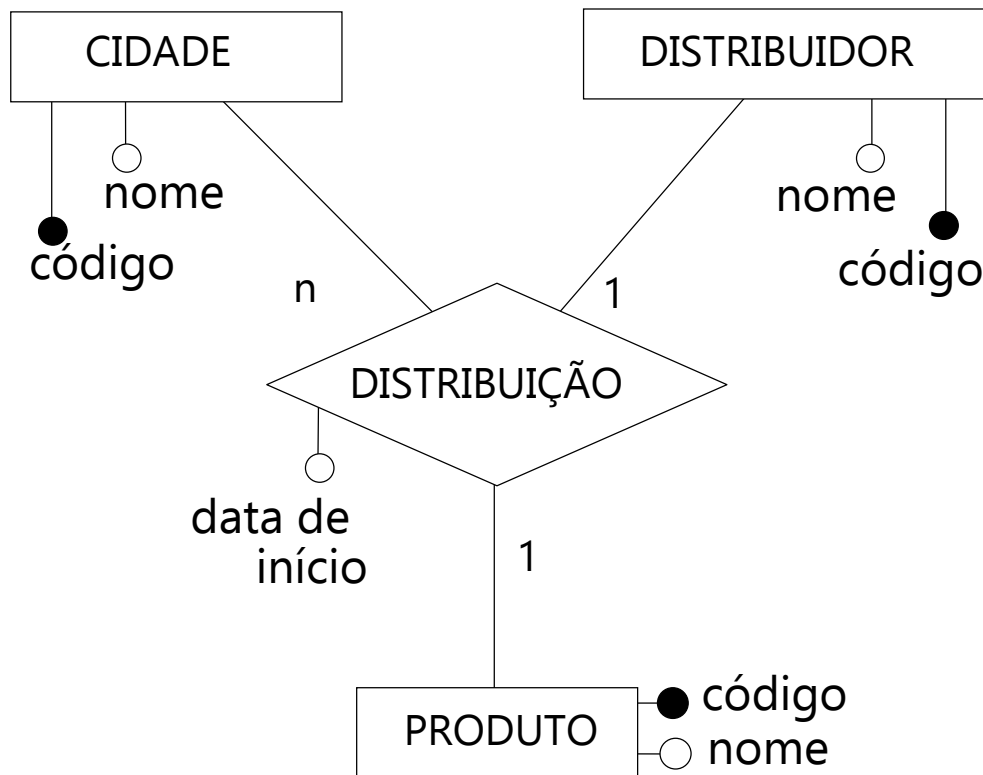 CIDADE
DISTRIBUIDOR
nome
código
nome
código
n
1
DISTRIBUIÇÃO
data de
início
1
PRODUTO
código
nome